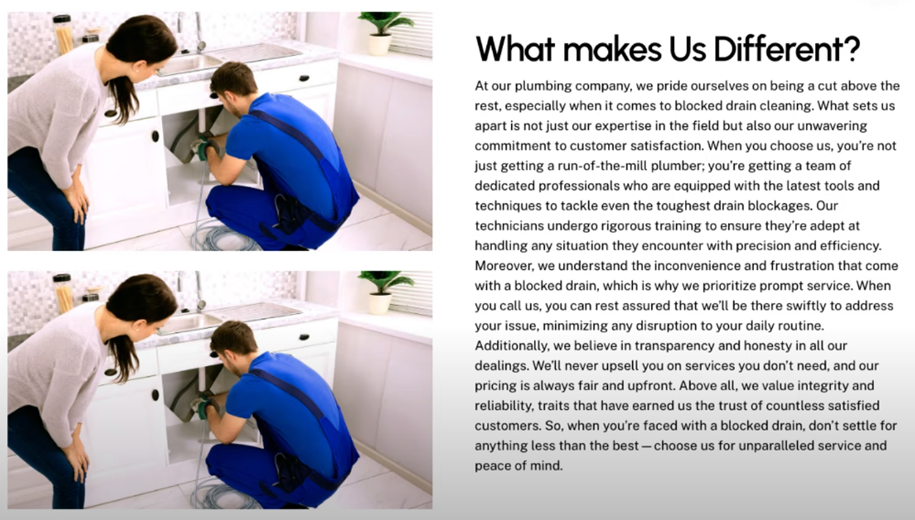 What makes Us Different?
At our plumbing company, we pride ourselves on being a cut above the
rest, especially when it comes to blocked drain cleaning. What sets us
apart is not just our expertise in the field but also our unwavering
commitment to customer satisfaction. When you choose us, you're not
just getting a run-of-the-mill plumber; you're getting a team of
dedicated professionals who are equipped with the latest tools and
techniques to tackle even the toughest drain blockages. Our
technicians undergo rigorous training to ensure they're adept at
handling any situation they encounter with precision and efficiency.
Moreover, we understand the inconvenience and frustration that come
with a blocked drain, which is why we prioritize prompt service. When
you call us, you can rest assured that we'll be there swiftly to address
your issue, minimizing any disruption to your daily routine.
Additionally, we believe in transparency and honesty in all our
dealings. We'll never upsell you on services you don't need, and our
pricing is always fair and upfront. Above all, we value integrity and
reliability, traits that have earned us the trust of countless satisfied
customers. So, when you're faced with a blocked drain, don't settle for
anything less than the best — choose us for unparalleled service and
peace of mind.